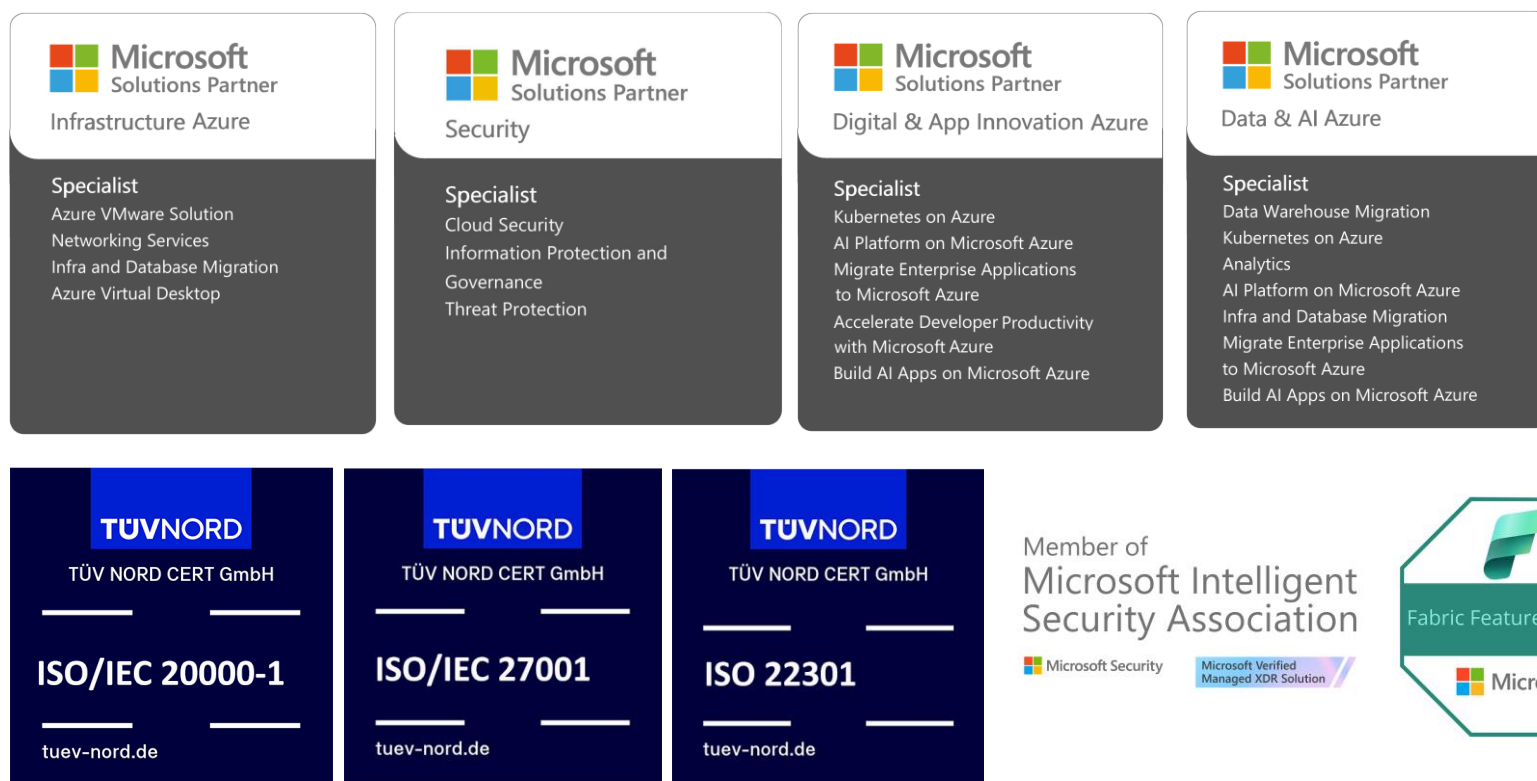 Microsoft
Solutions Partner
Infrastructure Azure
Specialist
Azure VMware Solution
Networking Services
Infra and Database Migration
Azure Virtual Desktop
Microsoft
Solutions Partner
Security
Specialist
Cloud Security
Information Protection and
Governance
Threat Protection
Microsoft
Solutions Partner
Digital & App Innovation Azure
Specialist
Kubernetes on Azure
AI Platform on Microsoft Azure
Migrate Enterprise Applications
to Microsoft Azure
Accelerate Developer Productivity
with Microsoft Azure
Build AI Apps on Microsoft Azure
Microsoft
Solutions Partner
Data & AI Azure
Specialist
Data Warehouse Migration
Kubernetes on Azure
Analytics
AI Platform on Microsoft Azure
Infra and Database Migration
Migrate Enterprise Applications
to Microsoft Azure
Build AI Apps on Microsoft Azure
TÜVNORD
TÜV NORD CERT GmbH
ISO/IEC 20000-1
tuev-nord.de
TÜVNORD
TÜV NORD CERT GmbH
ISO/IEC 27001
tuev-nord.de
TÜVNORD
TÜV NORD CERT GmbH
ISO 22301
tuev-nord.de
Member of
Microsoft Intelligent
Security Association
Microsoft Security
Microsoft Verified
Managed XDR Solution
Fabric